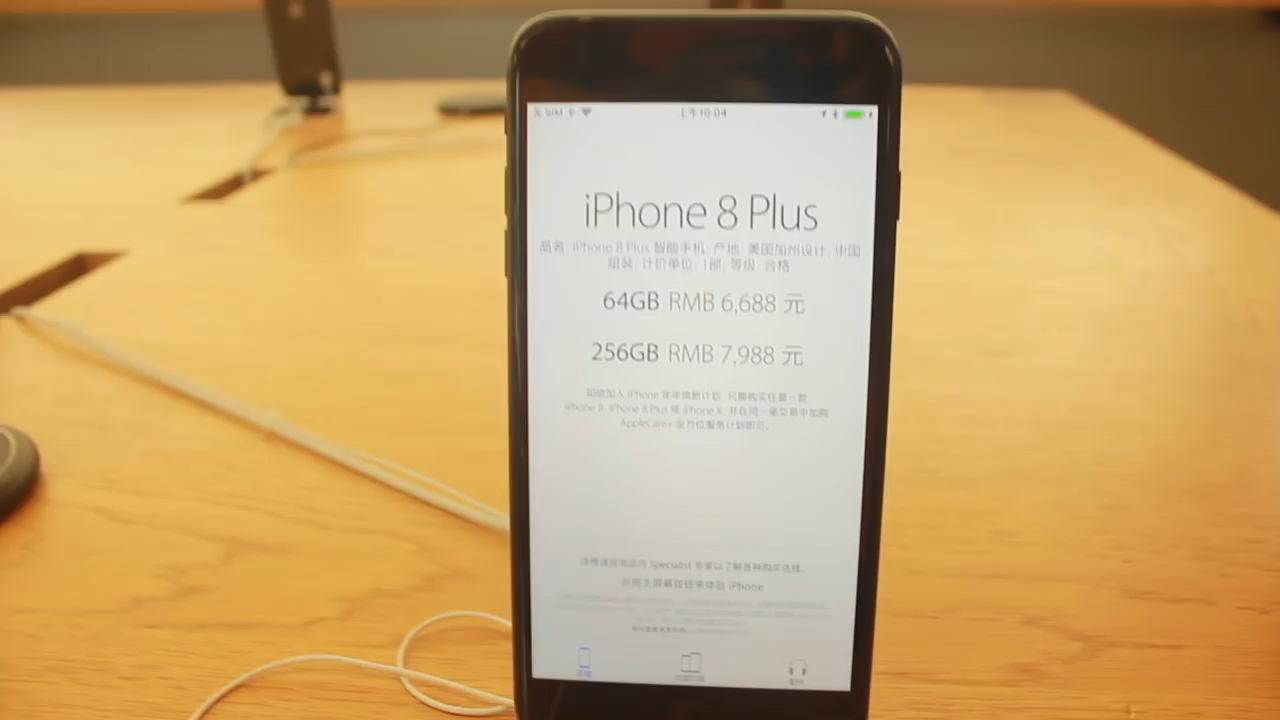 无 SIM 卡
上午10:04
iPhone 8 Plus
品名: iPhone 8 Plus 智能手机; 产地: 美国加州设计, 中国
组装; 计价单位: 1部; 等级: 合格
64GB RMB 6,688 元
256GB RMB 7,988 元
如欲加入 iPhone 年年焕新计划, 只需购买任意一款
iPhone 8, iPhone 8 Plus 或 iPhone X, 并在同一笔交易中加购
AppleCare+ 全方位服务计划即可。
详情请咨询店内 Specialist 专家以了解各种购买选择。
点按主屏幕按钮来体验 iPhone